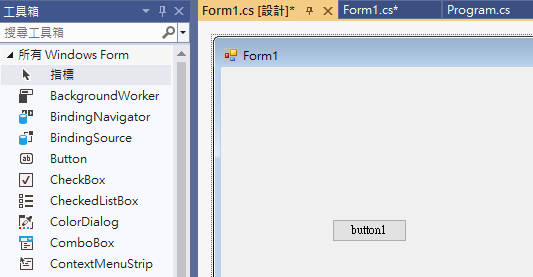 工具箱
搜尋工具箱
所有 Windows Form
指標
BackgroundWorker
BindingNavigator
BindingSource
Button
CheckBox
CheckedListBox
ColorDialog
ComboBox
ContextMenuStrip
Form1.cs [設計]* Form1.cs* Program.cs
Form1
button1